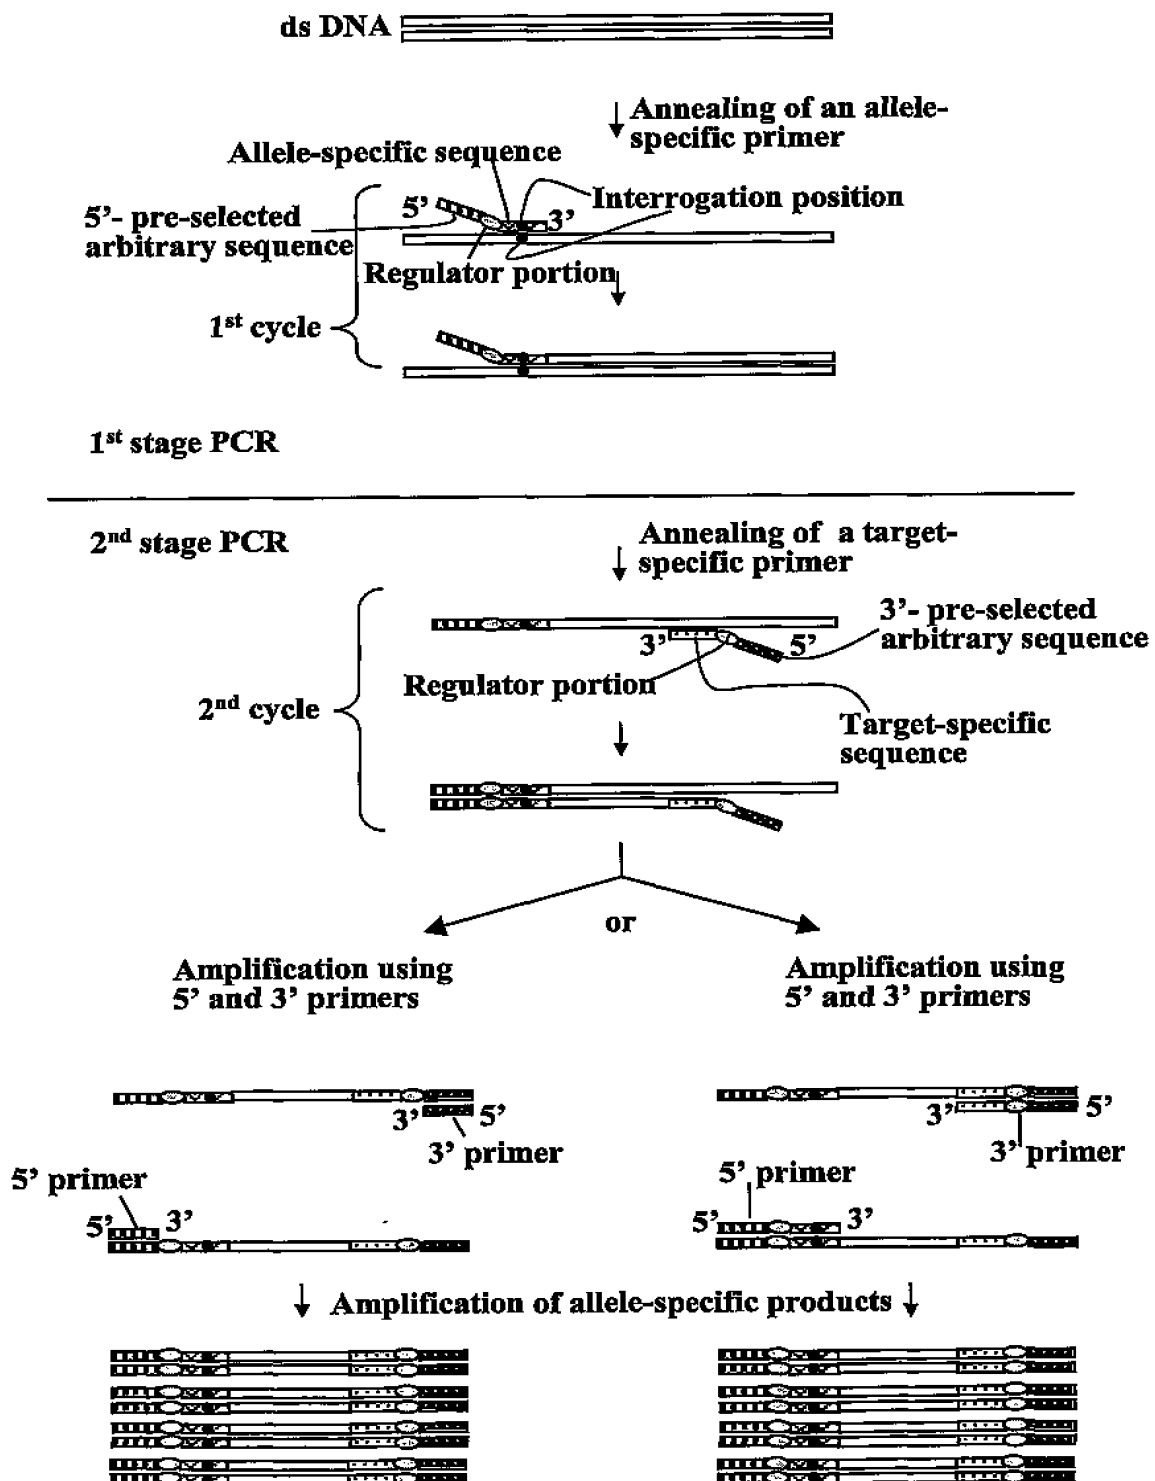 ds DNA
Annealing of an allele-
specific primer
Allele-specific sequence
5’- pre-selected
arbitrary sequence
5’
3’
Interrogation position
Regulator portion
1st cycle
1st stage PCR
2nd stage PCR
Annealing of a target-
specific primer
3’- pre-selected
arbitrary sequence
3’
5’
Regulator portion
2nd cycle
Target-specific
sequence
or
Amplification using
5’ and 3’ primers
Amplification using
5’ and 3’ primers
3’
5’
3’ primer
5’ primer
5’
3’
3’
5’
3’ primer
5’ primer
5’
3’
Amplification of allele-specific products